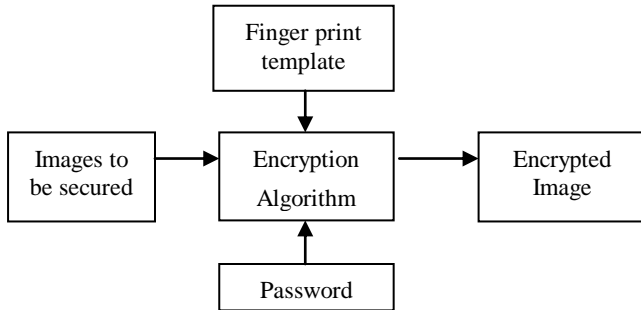 Finger print
template
Images to
be secured
Encryption
Algorithm
Encrypted
Image
Password